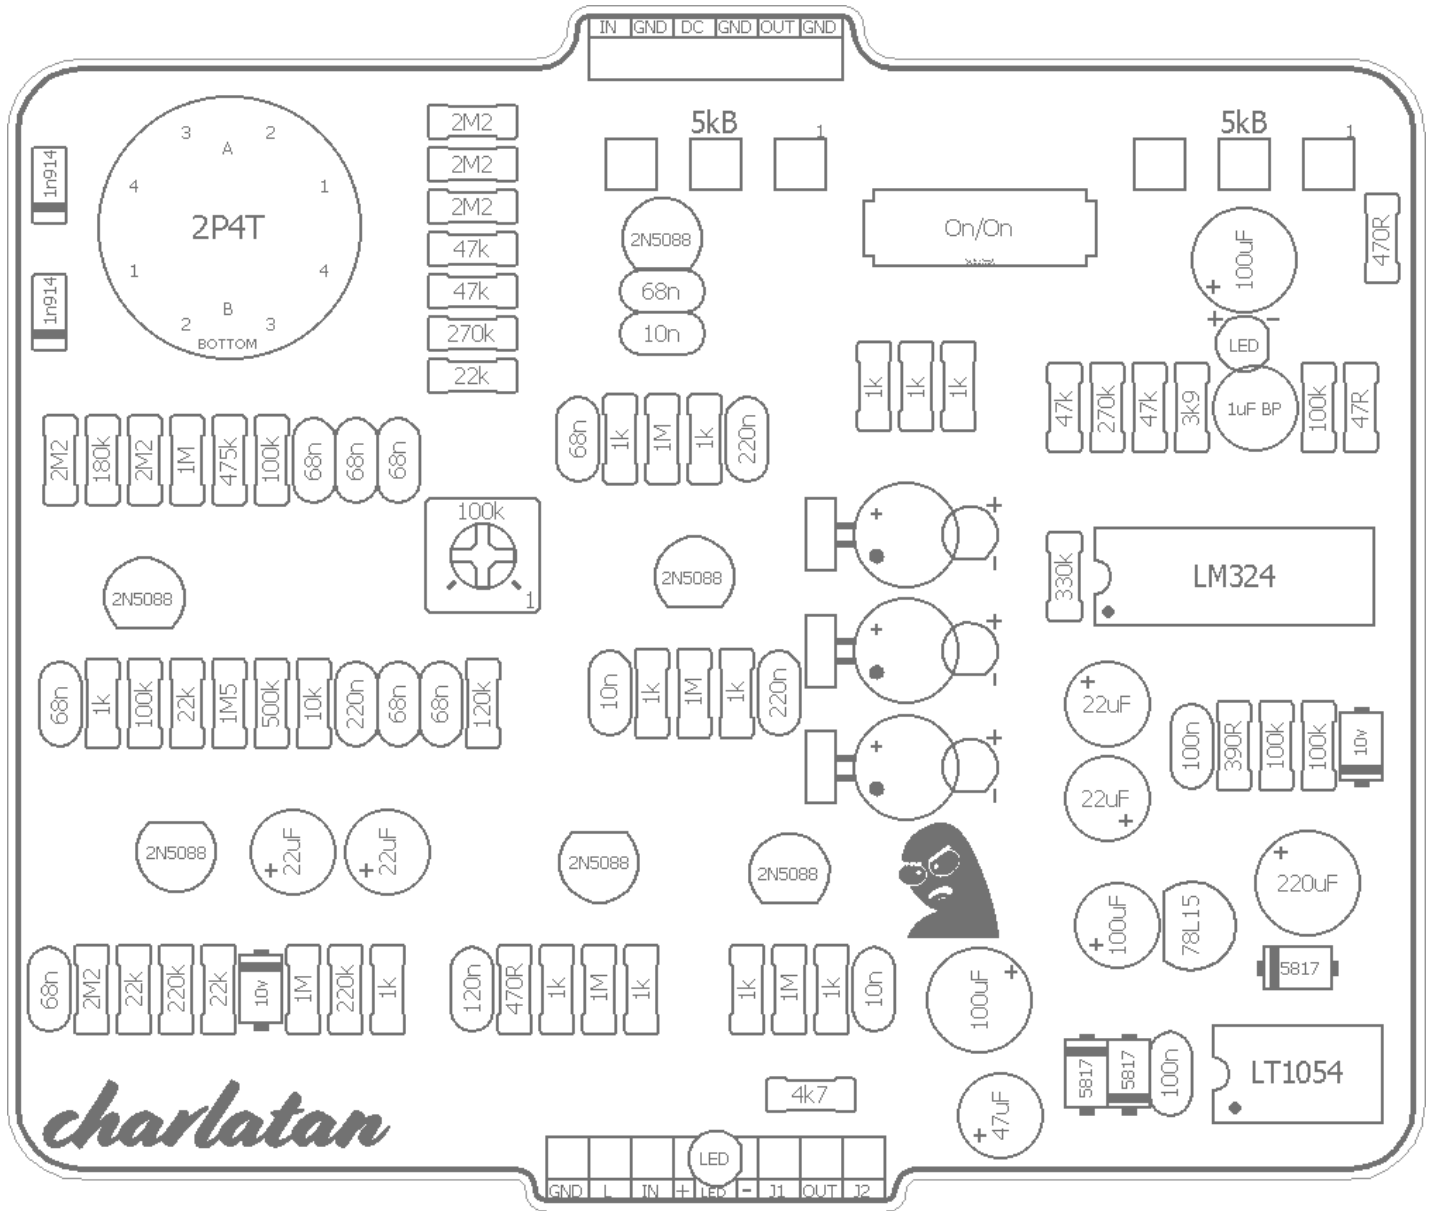 IN GND DC GND OUT GND
5kB 1
5kB 1
1n914
3 A 2
4 1
2P4T
1 4
2 B 3
BOTTOM
1n914
2M2
2M2
2M2
47k
47k
270k
22k
2N5088
68n
10n
On/On
100uF
+
470R
+ -
LED
2M2 180k 2M2 1M 475k 100k 68n 68n 68n
68n 1k 1M 1k 220n
1k 1k 1k
47k 270k 47k 3k9 1uF BP 100k 47R
100k
1
2N5088
2N5088
+ +
-
330k
LM324
68n 1k 100k 22k 1M5 500k 10k 220n 68n 68n 120k
10n 1k 1M 1k 220n
+ +
-
+
22uF
100n 390R 100k 100k 10v
+ +
-
22uF
+
2N5088
+ 22uF
+ 22uF
2N5088
2N5088
+
220uF
+ 100uF
78L15
5817
68n 2M2 22k 220k 22k 10v 1M 220k 1k
120n 470R 1k 1M 1k
1k 1M 1k 10n
100uF +
5817 5817 100n
LT1054
4k7
+ 47uF
charlatan
LED
GND L IN + LED - J1 OUT J2